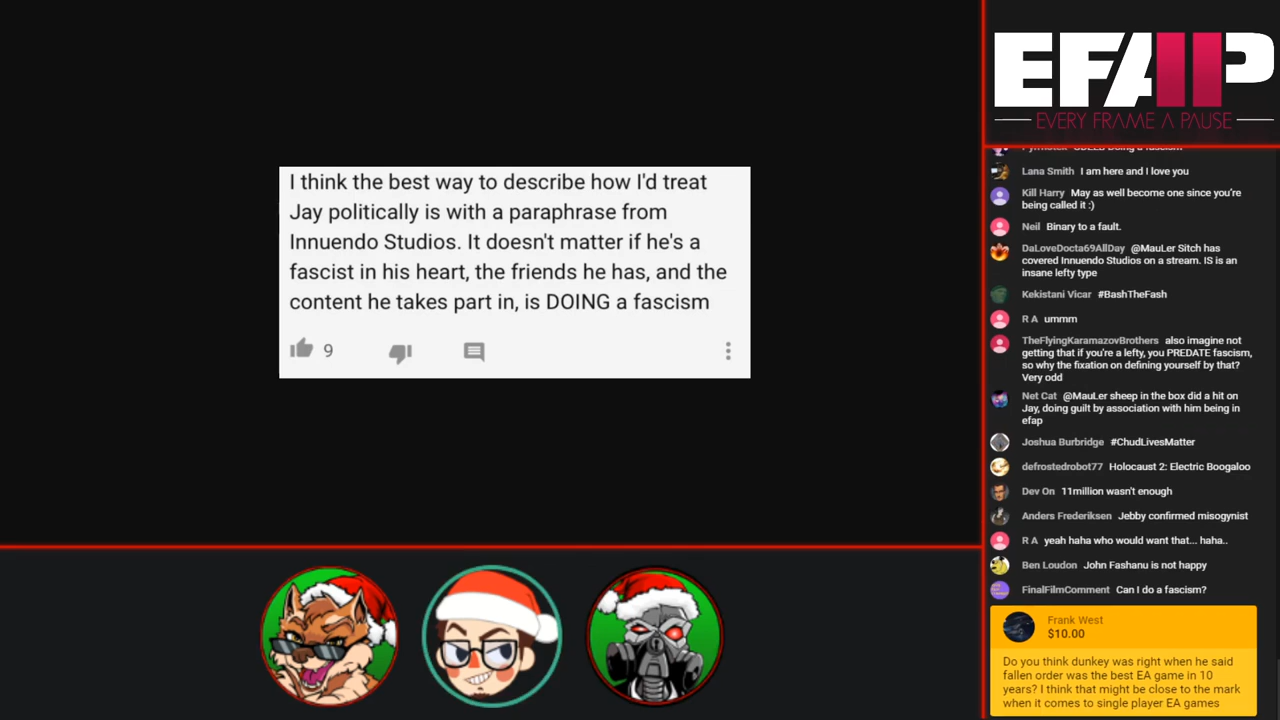 I think the best way to describe how I'd treat
Jay politically is with a paraphrase from
Innuendo Studios. It doesn't matter if he's a
fascist in his heart, the friends he has, and the
content he takes part in, is DOING a fascism
9
EFAP
EVERY FRAME A PAUSE
Lana Smith I am here and I love you
Kill Harry May as well become one since you're
being called it :)
Neil Binary to a fault.
DaLoveDocta69AllDay @MauLer Sitch has
covered Innuendo Studios on a stream. IS is an
insane lefty type
Kekistani Vicar #BashTheFash
R A ummm
TheFlyingKaramazovBrothers also imagine not
getting that if you're a lefty, you PREDATE fascism,
so why the fixation on defining yourself by that?
Very odd
Net Cat @MauLer sheep in the box did a hit on
Jay, doing guilt by association with him being in
efap
Joshua Burbridge #ChudLivesMatter
defrostedrobot77 Holocaust 2: Electric Boogaloo
Dev On 11million wasn't enough
Anders Frederiksen Jebby confirmed misogynist
R A yeah haha who would want that... haha..
Ben Loudon John Fashanu is not happy
FinalFilmComment Can I do a fascism?
Frank West
$10.00
Do you think dunkey was right when he said
fallen order was the best EA game in 10
years? I think that might be close to the mark
when it comes to single player EA games